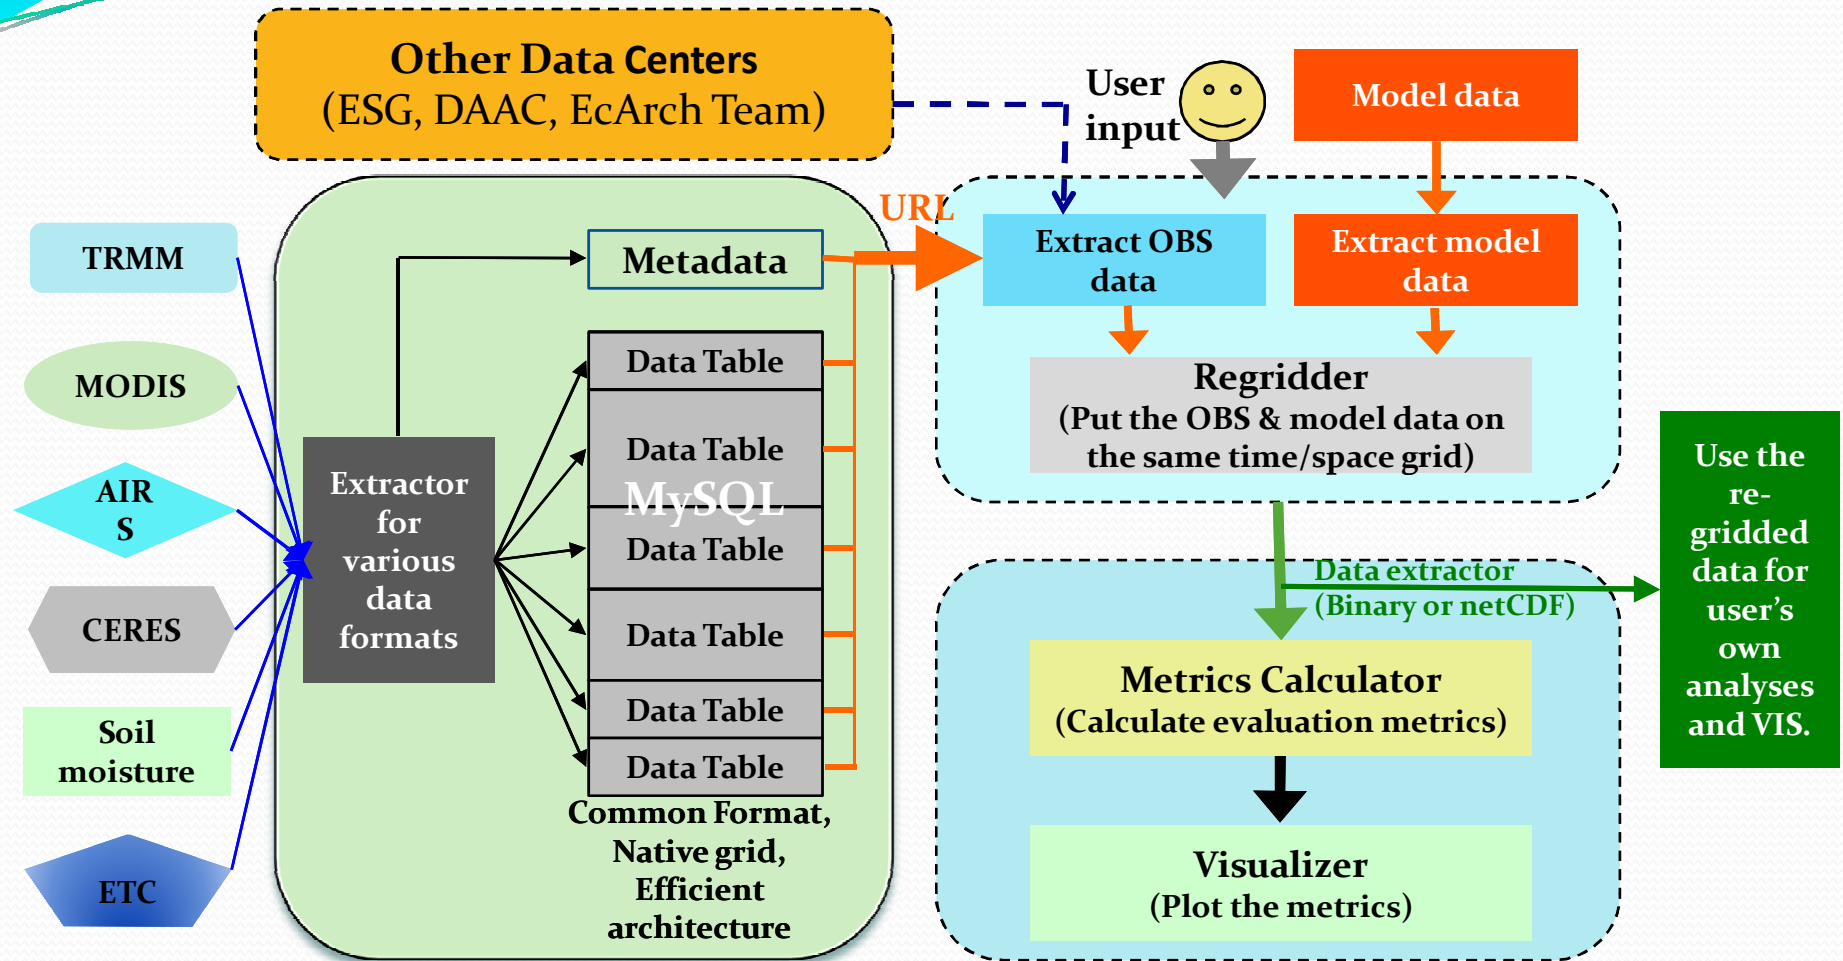 Other Data Centers
(ESG, DAAC, EcArch Team)
User
input
Model data
TRMM
MODIS
AIR
S
CERES
Soil
moisture
ETC
Extractor
for
various
data
formats
Metadata
Data Table
Data Table
MySQL
Data Table
Data Table
Data Table
Data Table
Common Format,
Native grid,
Efficient
architecture
URL
Extract OBS
data
Extract model
data
Regridder
(Put the OBS & model data on
the same time/space grid)
Data extractor
(Binary or netCDF)
Metrics Calculator
(Calculate evaluation metrics)
Visualizer
(Plot the metrics)
Use the
re-
gridded
data for
user’s
own
analyses
and VIS.